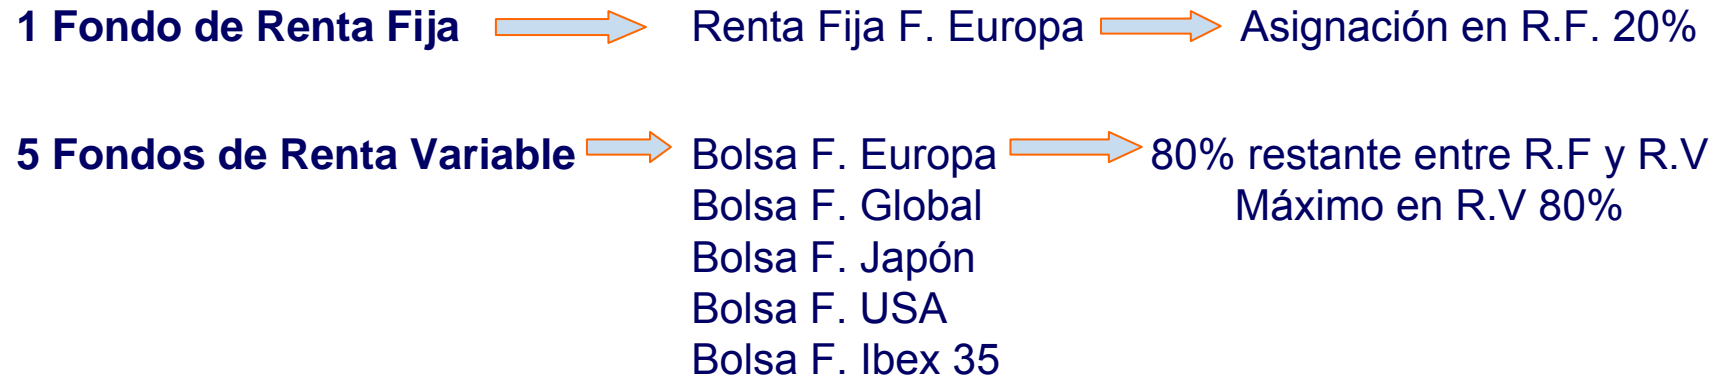 1 Fondo de Renta Fija Renta Fija F. Europa Asignación en R.F. 20%
5 Fondos de Renta Variable Bolsa F. Europa 80% restante entre R.F y R.V
Bolsa F. Global Máximo en R.V 80%
Bolsa F. Japón
Bolsa F. USA
Bolsa F. Ibex 35